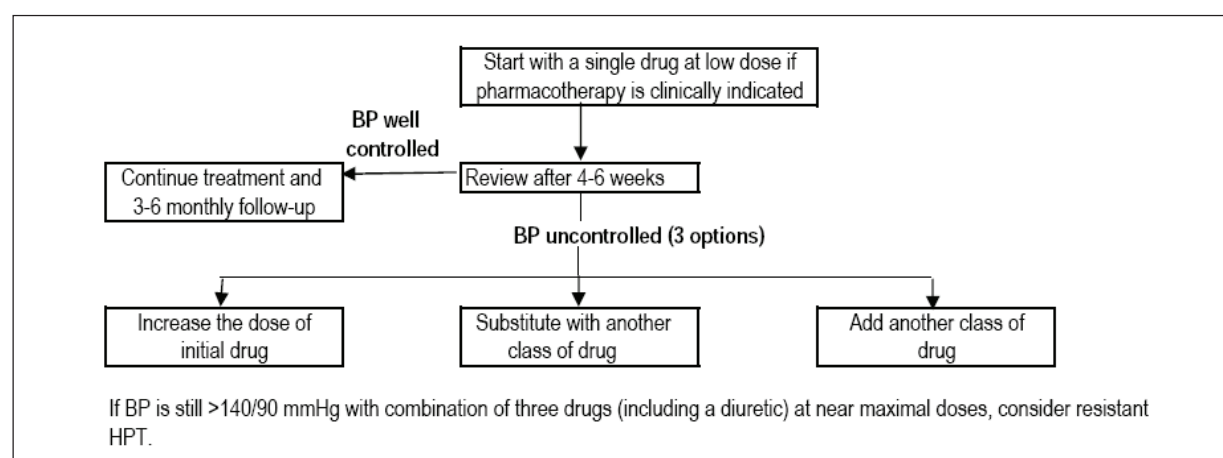 Start with a single drug at low dose if
pharmacotherapy is clinically indicated
BP well
controlled
Continue treatment and
3-6 monthly follow-up
Review after 4-6 weeks
BP uncontrolled (3 options)
Increase the dose of
initial drug
Substitute with another
class of drug
Add another class of
drug
If BP is still >140/90 mmHg with combination of three drugs (including a diuretic) at near maximal doses, consider resistant
HPT.